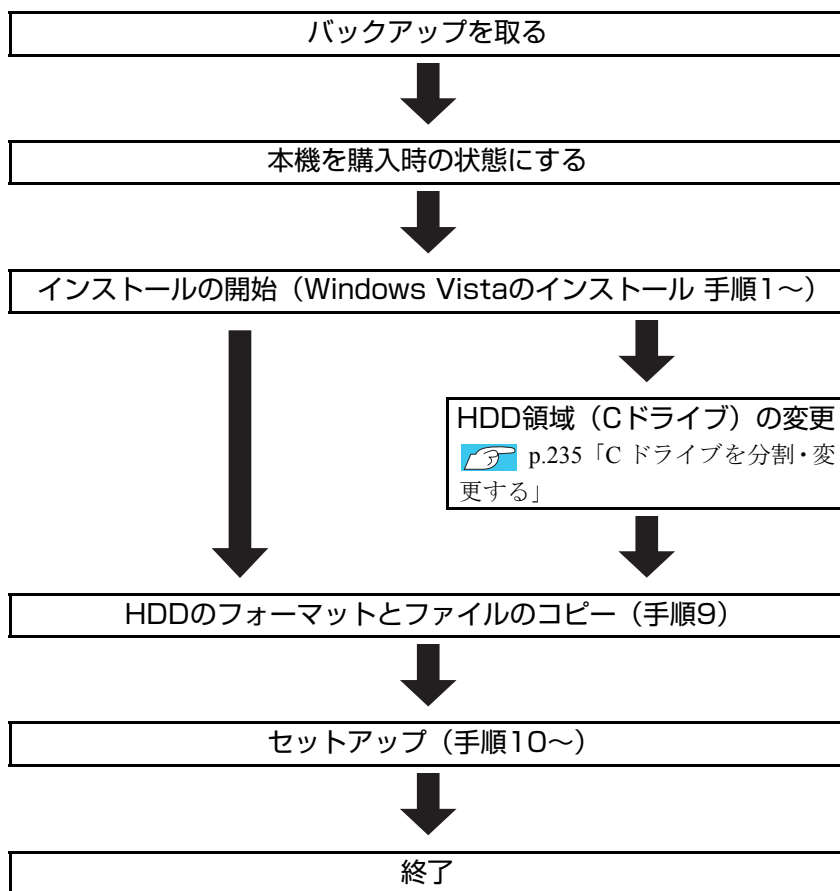 バックアップを取る
本機を購入時の状態にする
インストールの開始（Windows Vistaのインストール 手順1～）
HDD領域（Cドライブ）の変更
p.235「C ドライブを分割・変
更する」
HDDのフォーマットとファイルのコピー（手順9）
セットアップ（手順10～）
終了